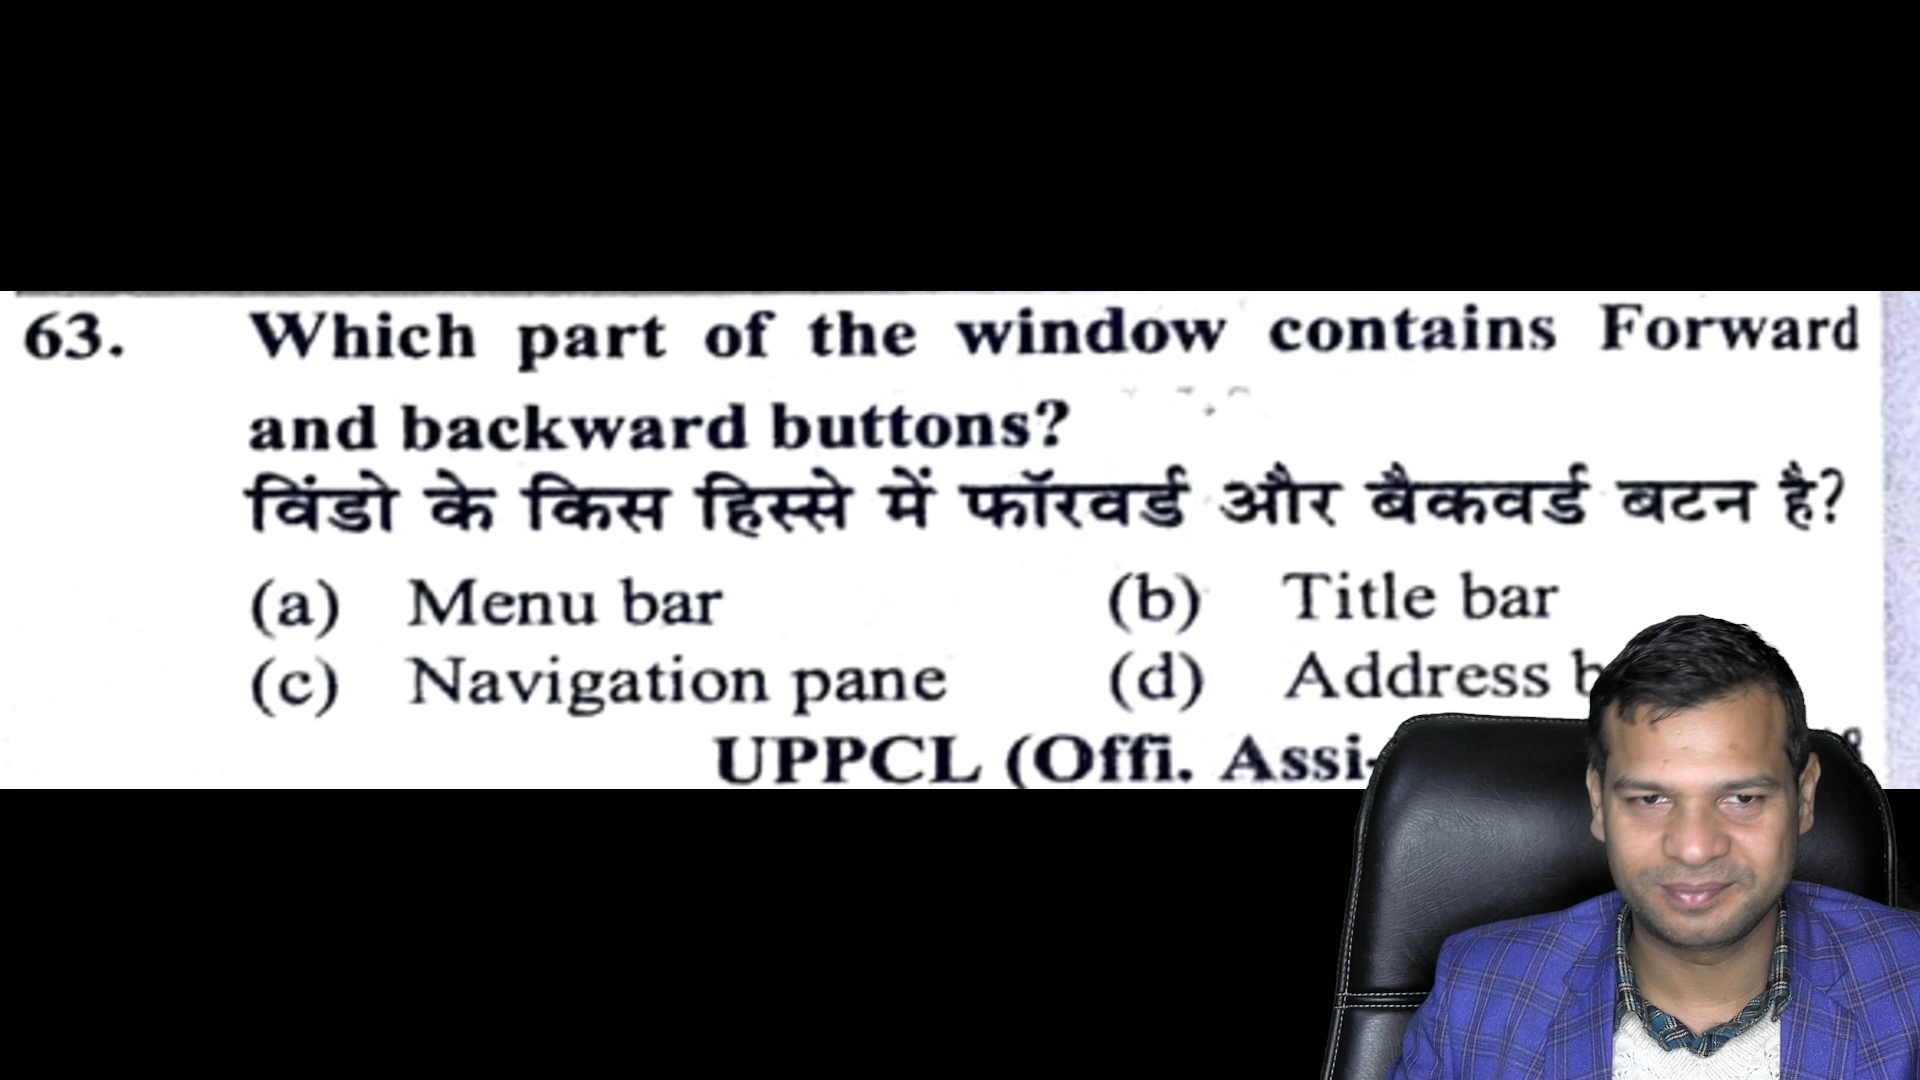 63. Which part of the window contains Forward
and backward buttons?
विंडो के किस हिस्से में फॉरवर्ड और बैकवर्ड बटन है?
(a) Menu bar (b) Title bar
(c) Navigation pane (d) Address
UPPCL (Offi. Assi-